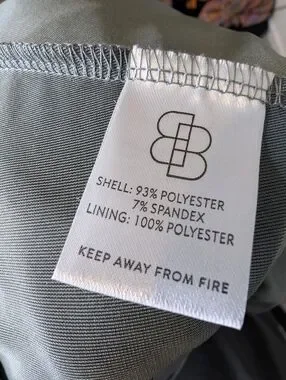 SHELL: 93% POLYESTER
7% SPANDEX
LINING: 100% POLYESTER
KEEP AWAY FROM FIRE